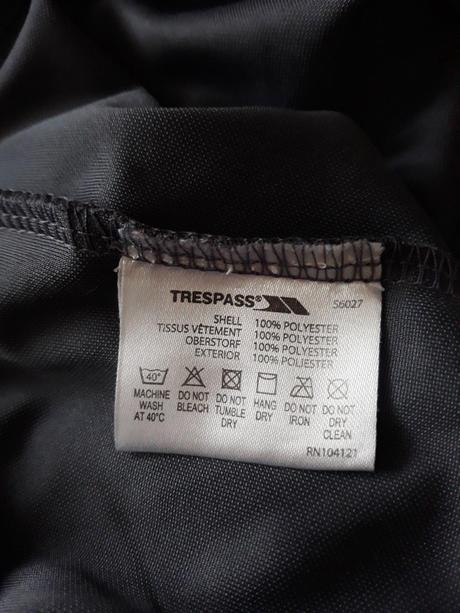 TRESPASS®
S6027
SHELL 100% POLYESTER
TISSUS VÊTEMENT 100% POLYESTER
OBERSTORF 100% POLYESTER
EXTERIOR 100% POLIESTER
40°
MACHINE WASH AT 40°C
DO NOT BLEACH
DO NOT TUMBLE DRY
HANG DRY
DO NOT IRON
DO NOT DRY CLEAN
RN104121